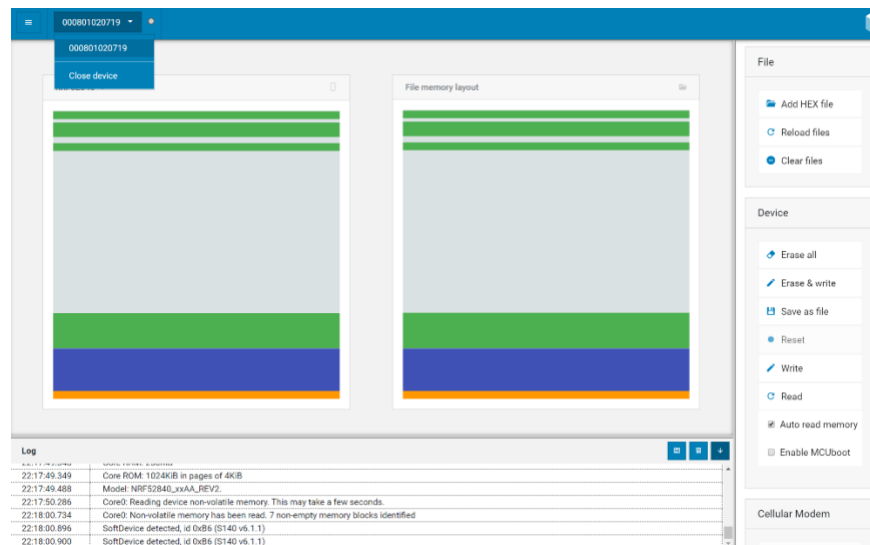 000801020719
000801020719
Close device
File memory layout
File
Add HEX file
Reload files
Clear files
Device
Erase all
Erase & write
Save as file
Reset
Write
Read
Auto read memory
Enable MCUboot
Cellular Modem
Log
22:17:49.349 Core ROM: 1024KiB in pages of 4KiB
22:17:49.488 Model: NRF52840_xxAA_REV2.
22:17:50.286 Core0: Reading device non-volatile memory. This may take a few seconds.
22:18:00.734 Core0: Non-volatile memory has been read. 7 non-empty memory blocks identified
22:18:00.896 SoftDevice detected, id 0xB6 (S140 v6.1.1)
22:18:00.900 SoftDevice detected, id 0xB6 (S140 v6.1.1)